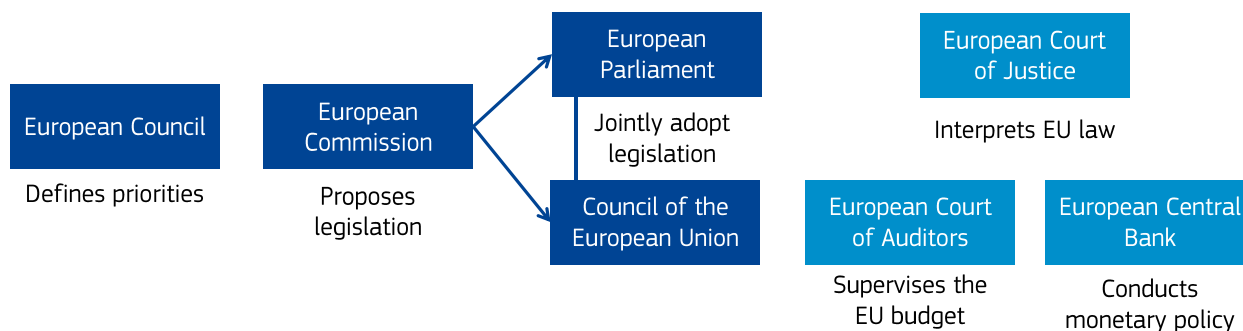 European Council
Defines priorities
European
Commission
Proposes
legislation
European
Parliament
Jointly adopt
legislation
Council of the
European Union
European Court
of Justice
Interprets EU law
European Court
of Auditors
Supervises the
EU budget
European Central
Bank
Conducts
monetary policy